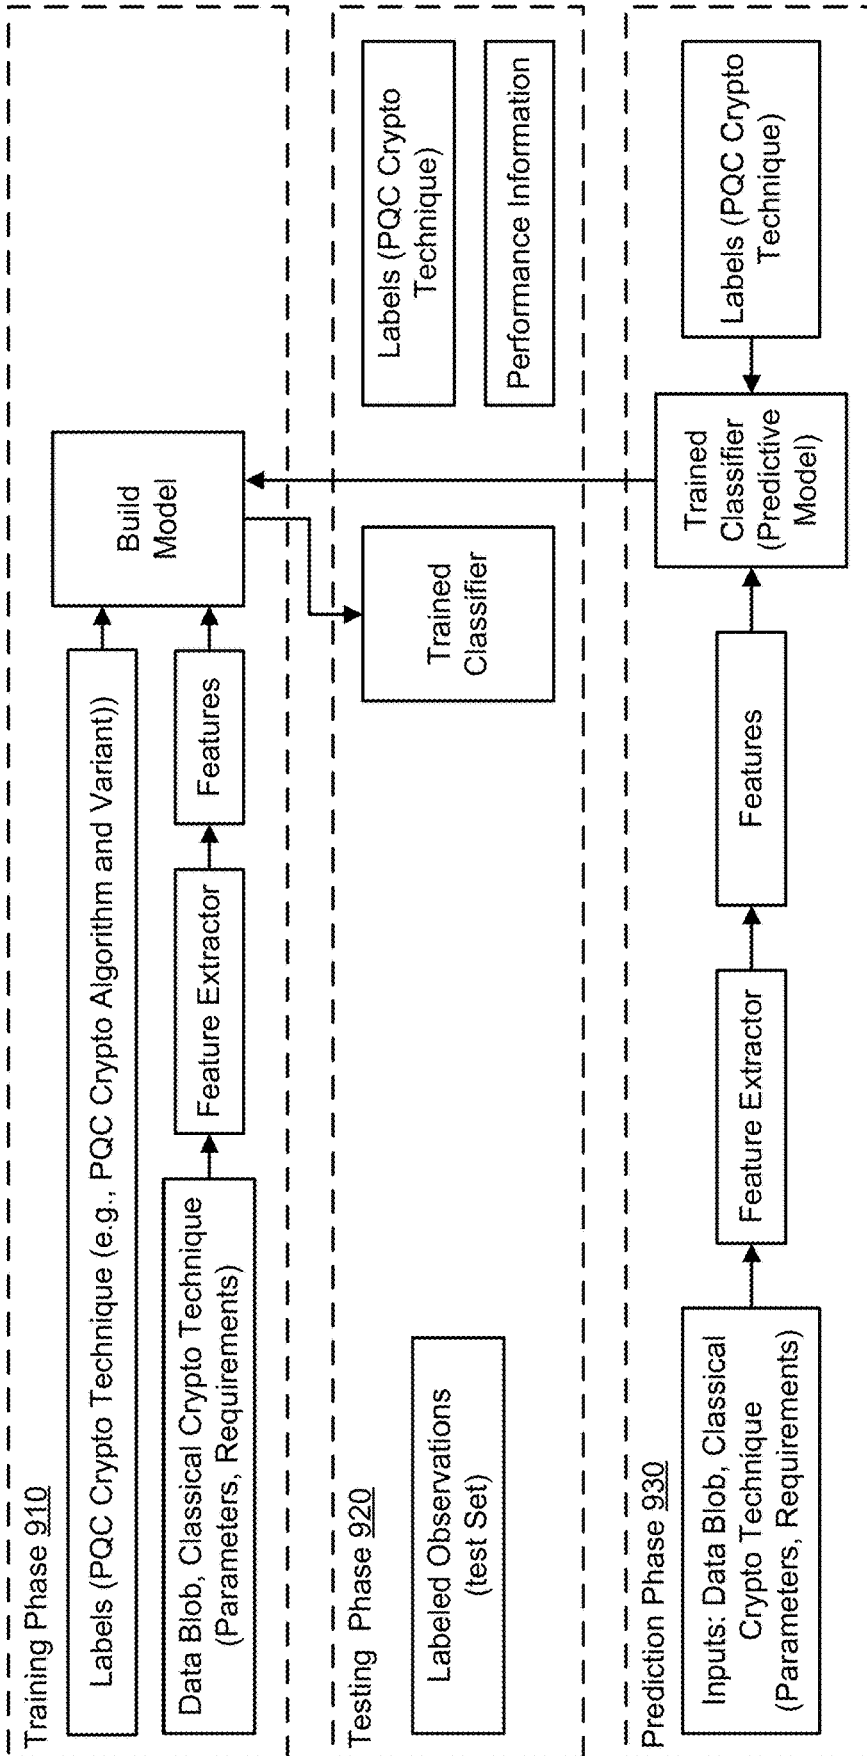 Training Phase 910
Labels (PQC Crypto Technique (e.g., PQC Crypto Algorithm and Variant))
Data Blob, Classical Crypto Technique
(Parameters, Requirements)
Feature Extractor
Features
Build
Model
Testing Phase 920
Labeled Observations
(test Set)
Trained
Classifier
Labels (PQC Crypto
Technique)
Performance Information
Prediction Phase 930
Inputs: Data Blob, Classical
Crypto Technique
(Parameters, Requirements)
Feature Extractor
Features
Trained
Classifier
(Predictive
Model)
Labels (PQC Crypto
Technique)